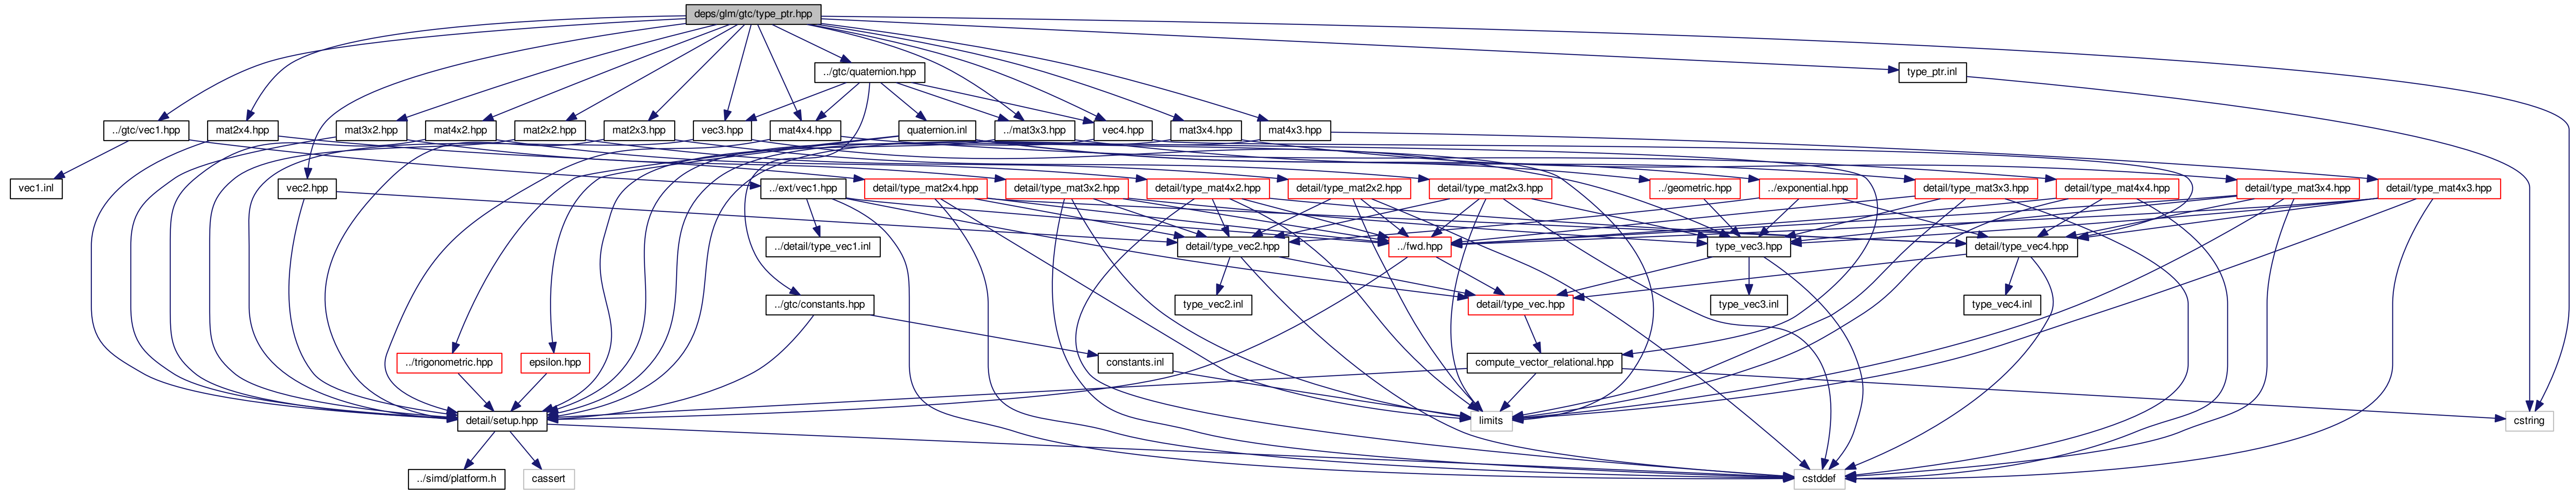 deps/glm/gtc/type_ptr.hpp
../gtc/quaternion.hpp
type_ptr.inl
../gtc/vec1.hpp
mat2x4.hpp
mat3x2.hpp
mat4x2.hpp
mat2x2.hpp
mat2x3.hpp
vec3.hpp
mat4x4.hpp
quaternion.inl
../mat3x3.hpp
vec4.hpp
mat3x4.hpp
mat4x3.hpp
vec1.inl
vec2.hpp
../ext/vec1.hpp
detail/type_mat2x4.hpp
detail/type_mat3x2.hpp
detail/type_mat4x2.hpp
detail/type_mat2x2.hpp
detail/type_mat2x3.hpp
../geometric.hpp
../exponential.hpp
detail/type_mat3x3.hpp
detail/type_mat4x4.hpp
detail/type_mat3x4.hpp
detail/type_mat4x3.hpp
../detail/type_vec1.inl
detail/type_vec2.hpp
../fwd.hpp
type_vec3.hpp
detail/type_vec4.hpp
../gtc/constants.hpp
type_vec2.inl
detail/type_vec.hpp
type_vec3.inl
type_vec4.inl
../trigonometric.hpp
epsilon.hpp
constants.inl
compute_vector_relational.hpp
detail/setup.hpp
limits
cstring
../simd/platform.h
cassert
cstddef